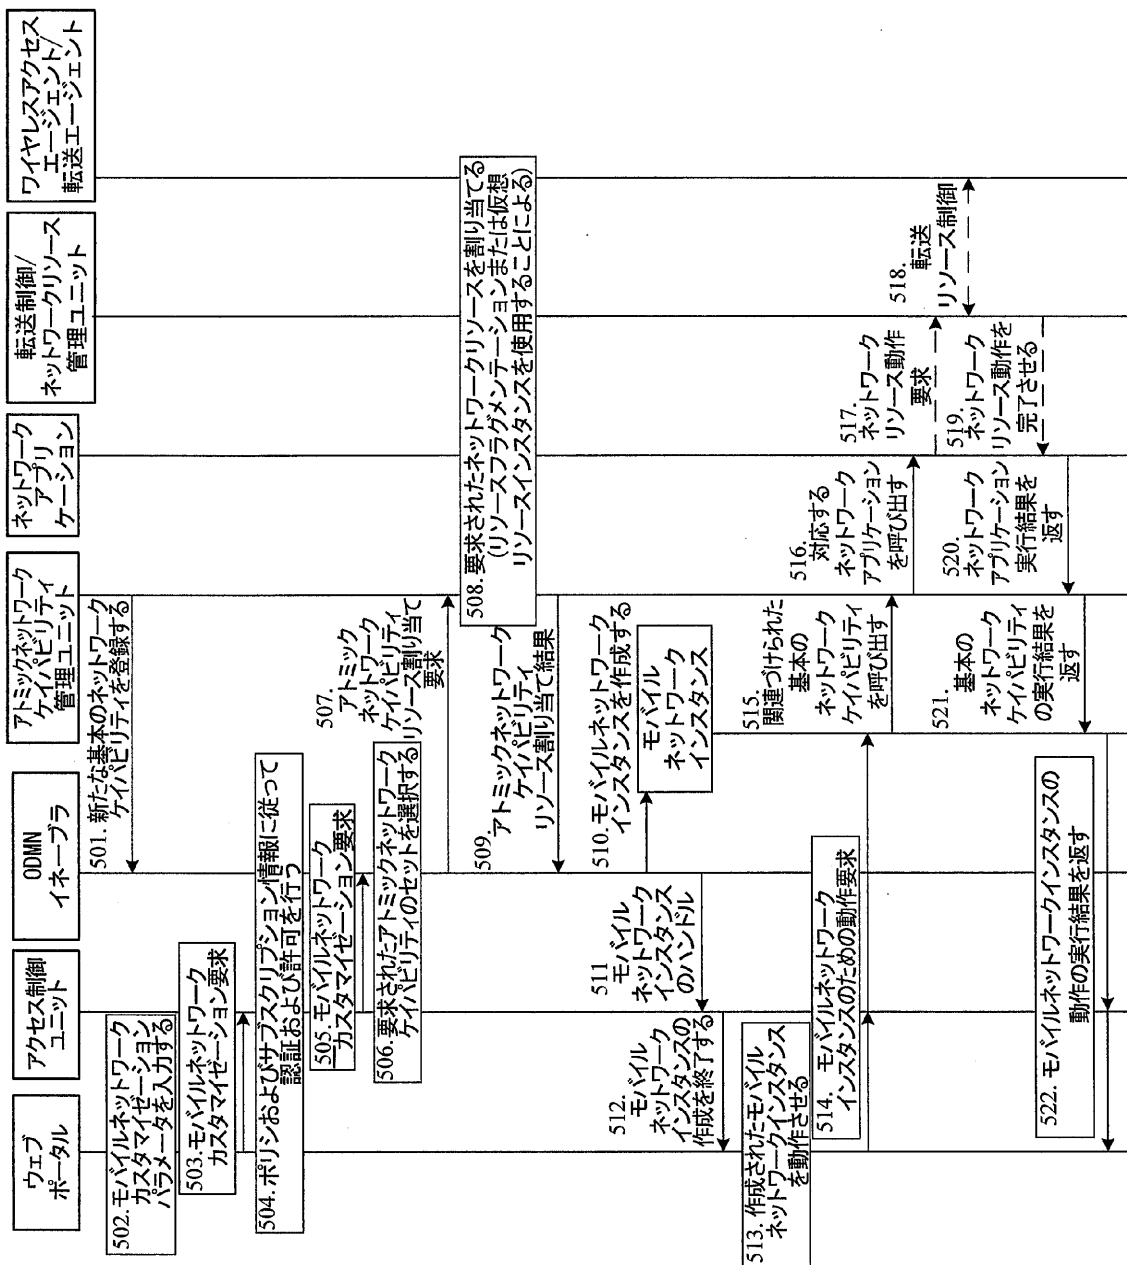 ウェブ
ポータル
アクセス制御
ユニット
ODMN
イネーブラ
アトミックネットワーク
ケイパビリティ
管理ユニット
ネットワーク
アプリ
ケーション
転送制御/
ネットワークリソース
管理ユニット
ワイヤレスアクセス
エージェント/
転送エージェント
501. 新たな基本のネットワーク
ケイパビリティを登録する
502. モバイルネットワーク
カスタマイゼーション
パラメータを入力する
503.モバイルネットワーク
カスタマイゼーション要求
504. ポリシおよびサブスクリプション情報に従って
認証および許可を行う
505. モバイルネットワーク
カスタマイゼーション要求
506. 要求されたアトミックネットワーク
ケイパビリティのセットを選択する
507.
アトミック
ネットワーク
ケイパビリティ
リソース割り当て
要求
508. 要求されたネットワークリソースを割り当てる
(リソースフラグメンテーションまたは仮想
リソースインスタンスを使用することによる)
509.
アトミックネットワーク
ケイパビリティ
リソース割り当て結果
510. モバイルネットワーク
インスタンスを作成する
モバイル
ネットワーク
インスタンス
511
モバイル
ネットワーク
インスタンス
のハンドル
512.
モバイル
ネットワーク
インスタンスの
作成を終了する
513. 作成されたモバイル
ネットワークインスタンス
を動作させる
514. モバイルネットワーク
インスタンスのための動作要求
515.
関連づけられた
基本の
ネットワーク
ケイパビリティ
を呼び出す
516.
対応する
ネットワーク
アプリケーション
を呼び出す
517.
ネットワーク
リソース動作
要求
518.
転送
リソース制御
519.
ネットワーク
リソース動作を
完了させる
520.
ネットワーク
アプリケーション
実行結果を
返す
521.
基本の
ネットワーク
ケイパビリティ
の実行結果を
返す
522. モバイルネットワークインスタンスの
動作の実行結果を返す